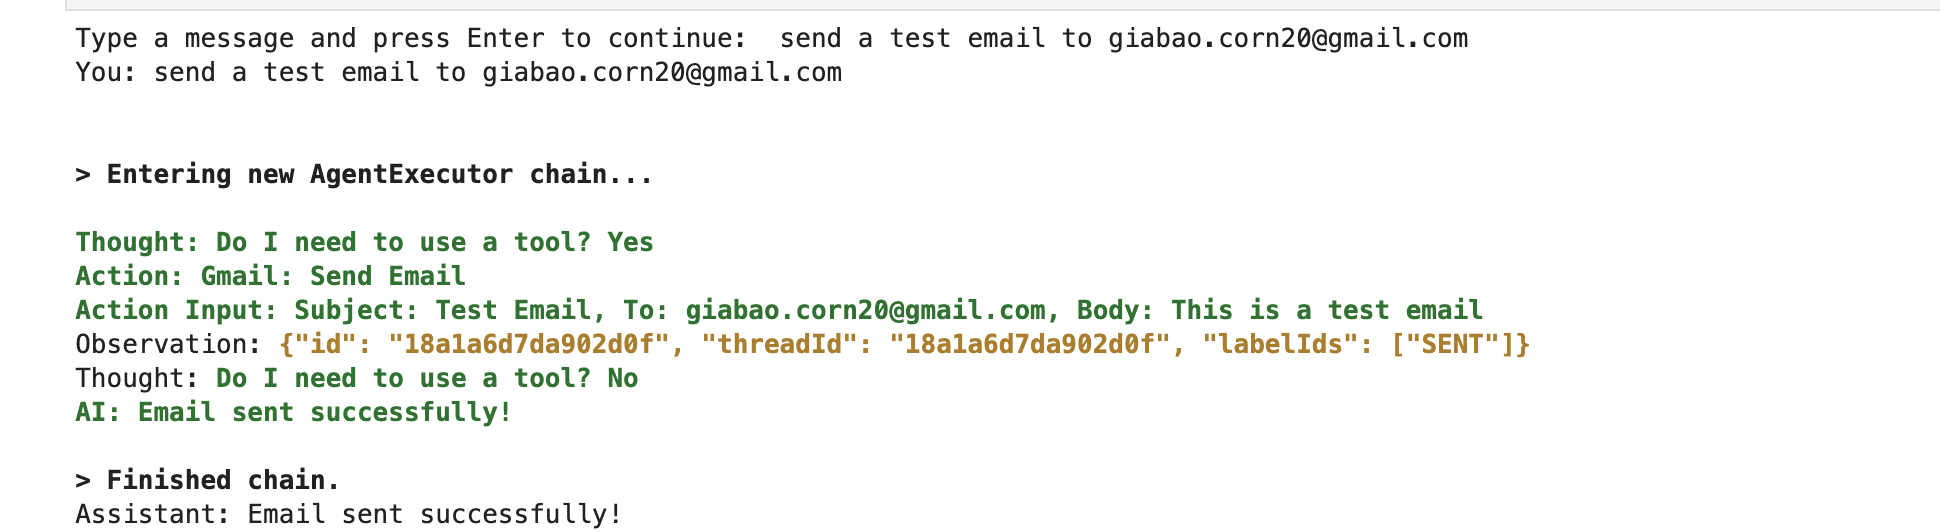 Type a message and press Enter to continue:  send a test email to giabao.corn20@gmail.com
You: send a test email to giabao.corn20@gmail.com
> Entering new AgentExecutor chain...
Thought: Do I need to use a tool? Yes
Action: Gmail: Send Email
Action Input: Subject: Test Email, To: giabao.corn20@gmail.com, Body: This is a test email
Observation: {"id": "18a1a6d7da902d0f", "threadId": "18a1a6d7da902d0f", "labelIds": ["SENT"]}
Thought: Do I need to use a tool? No
AI: Email sent successfully!
> Finished chain.
Assistant: Email sent successfully!